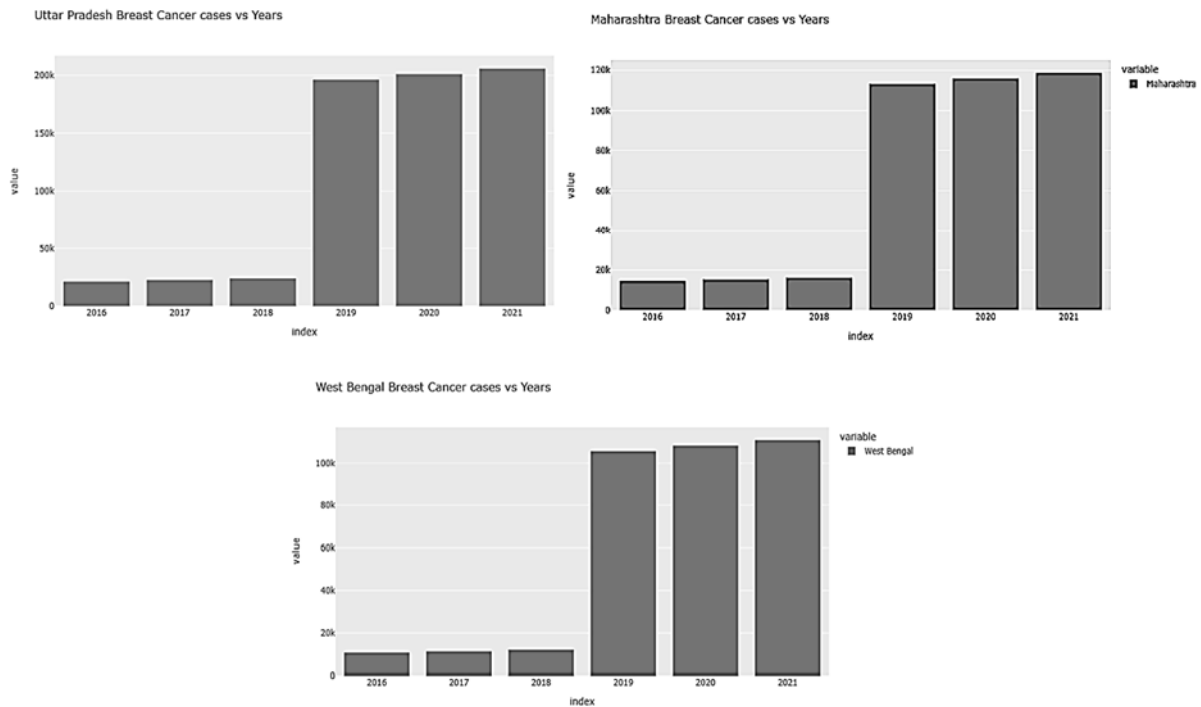 Uttar Pradesh Breast Cancer cases vs Years
200k
150k
100k
50k
0
value
2016 2017 2018 2019 2020 2021
index
Maharashtra Breast Cancer cases vs Years
120k
100k
80k
60k
40k
20k
0
value
2016 2017 2018 2019 2020 2021
index
variable
Maharashtra
West Bengal Breast Cancer cases vs Years
100k
80k
60k
40k
20k
0
value
2016 2017 2018 2019 2020 2021
index
variable
West Bengal